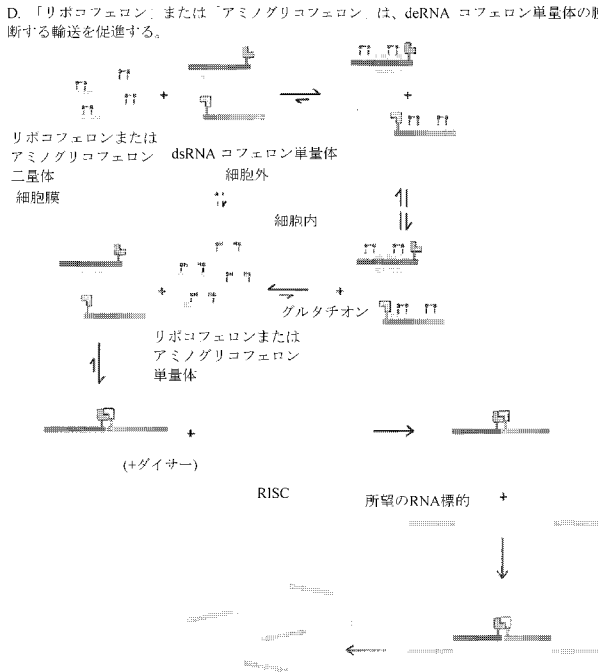 D. 「リボコフェロン」または「アミノグリコフェロン」は、deRNA コフェロン単量体の
断する輸送を促進する。
リボコフェロンまたは
アミノグリコフェロン
二量体
dsRNA コフェロン単量体
細胞外
細胞膜
細胞内
グルタチオン
リボコフェロンまたは
アミノグリコフェロン
単量体
(+ダイサー)
RISC
所望のRNA標的